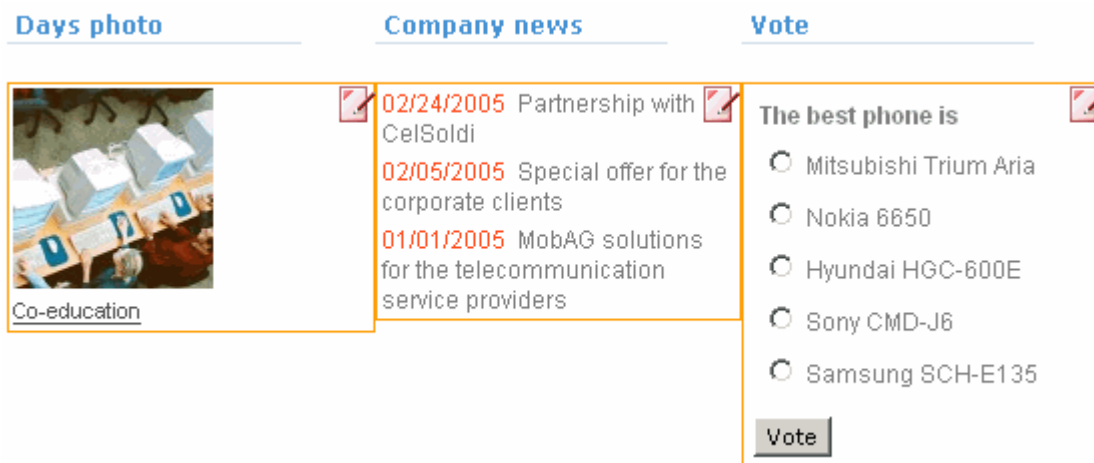 Days photo
Company news
Vote
Co-education
02/24/2005 Partnership with
CelSoldi
02/05/2005 Special offer for the
corporate clients
01/01/2005 MobAG solutions
for the telecommunication
service providers
The best phone is
Mitsubishi Trium Aria
Nokia 6650
Hyundai HGC-600E
Sony CMD-J6
Samsung SCH-E135
Vote